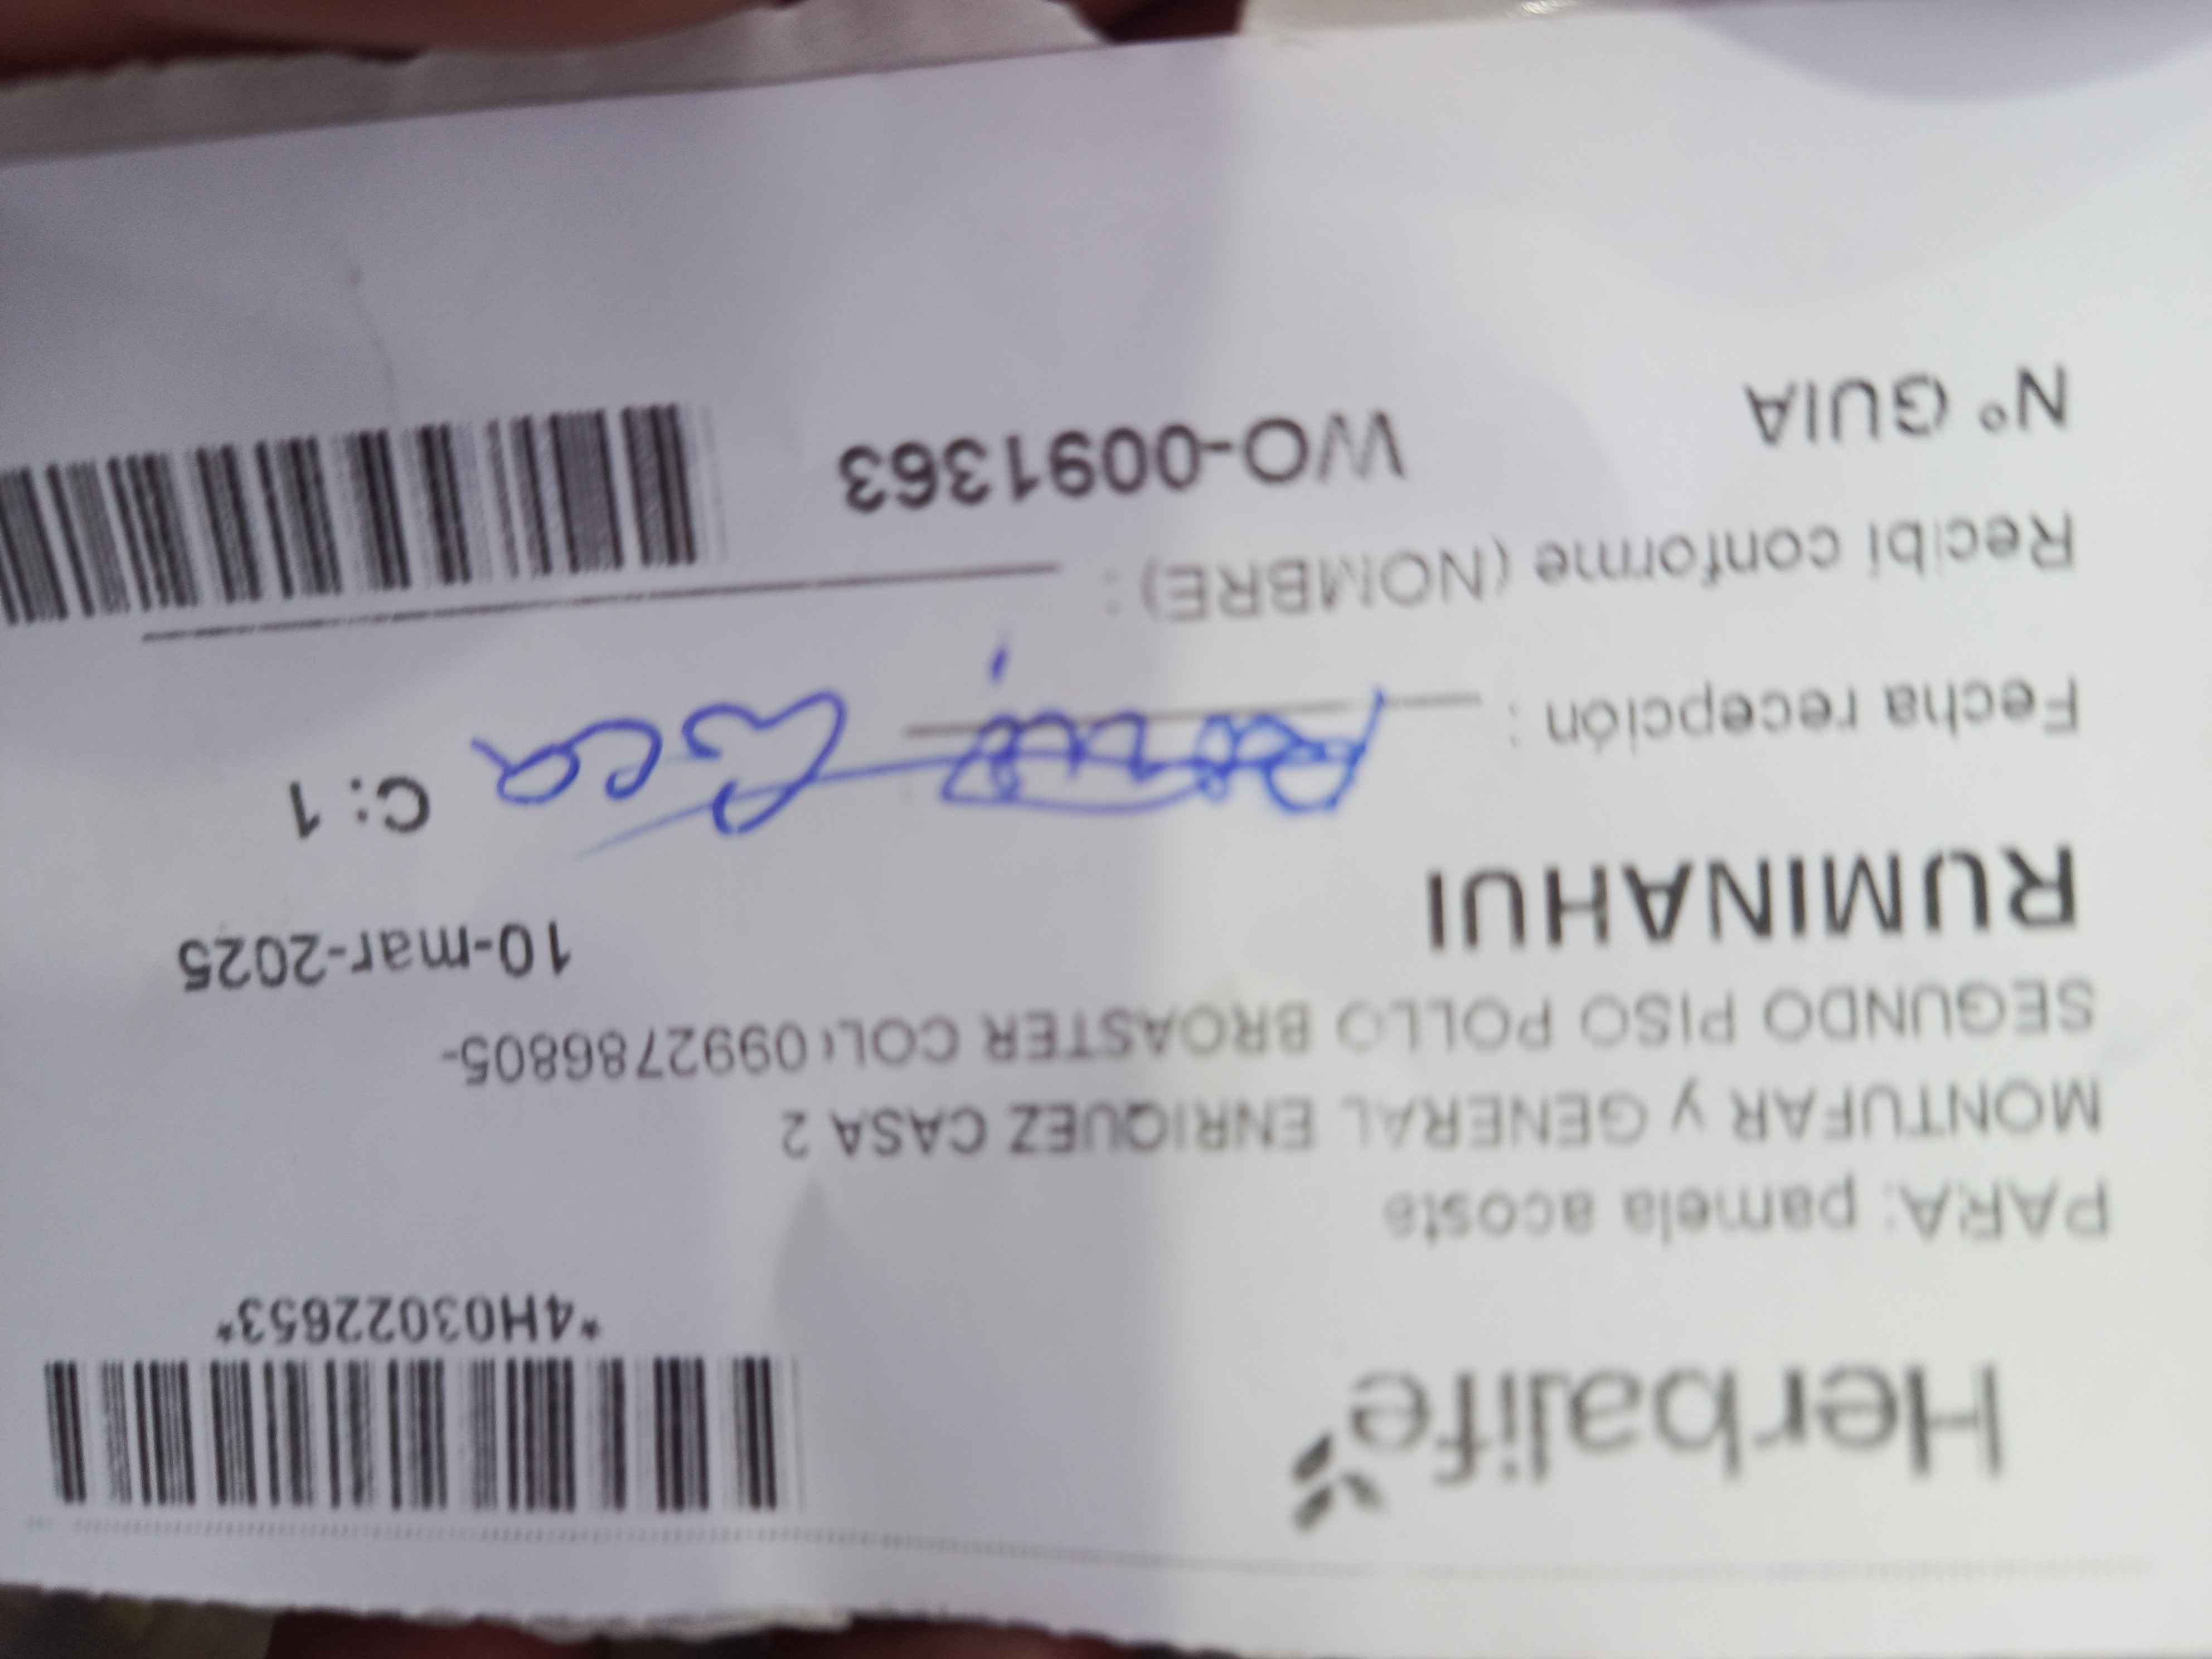 Herbalife
*4H03022653*
PARA: pamela acosta
MONTUFAR y GENERAL ENRIQUEZ CASA 2
SEGUNDO PISO POLLO BROASTER COL 0992786805-
RUMINAHUI 10-mar-2025
C: 1
Fecha recepción :
Recibi conforme (NOMBRE) :
N° GUIA WO-0091363